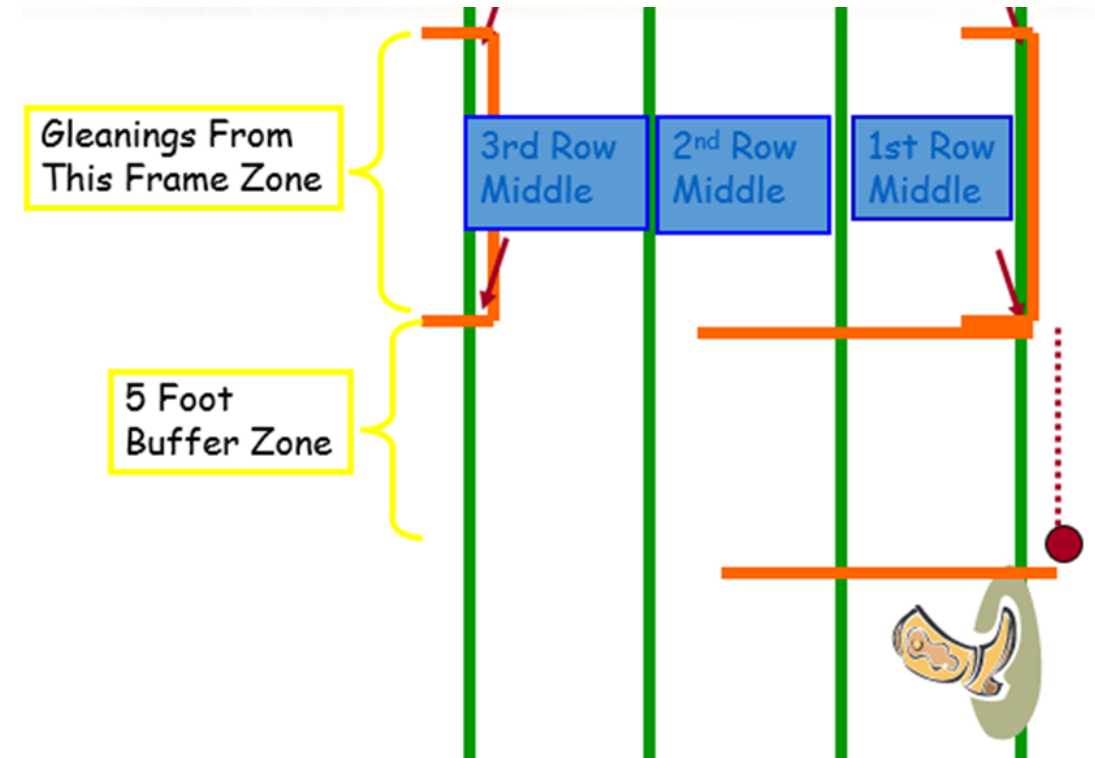 Gleanings From
This Frame Zone
3rd Row
Middle
2nd Row
Middle
1st Row
Middle
5 Foot
Buffer Zone